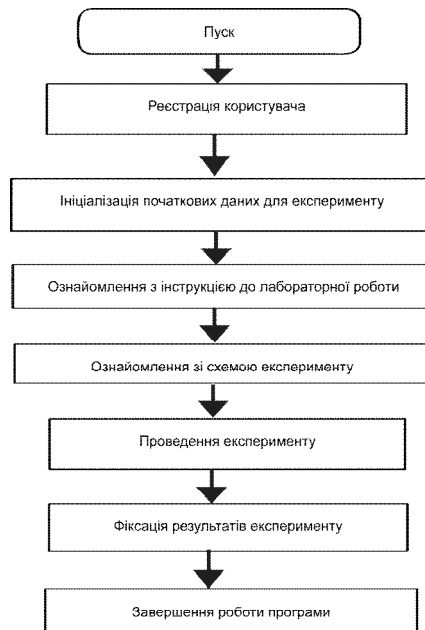 Пуск
Реєстрація користувача
Ініціалізація початкових даних для експерименту
Ознайомлення з інструкцією до лабораторної роботи
Ознайомлення зі схемою експерименту
Проведення експерименту
Фіксація результатів експерименту
Завершення роботи програми